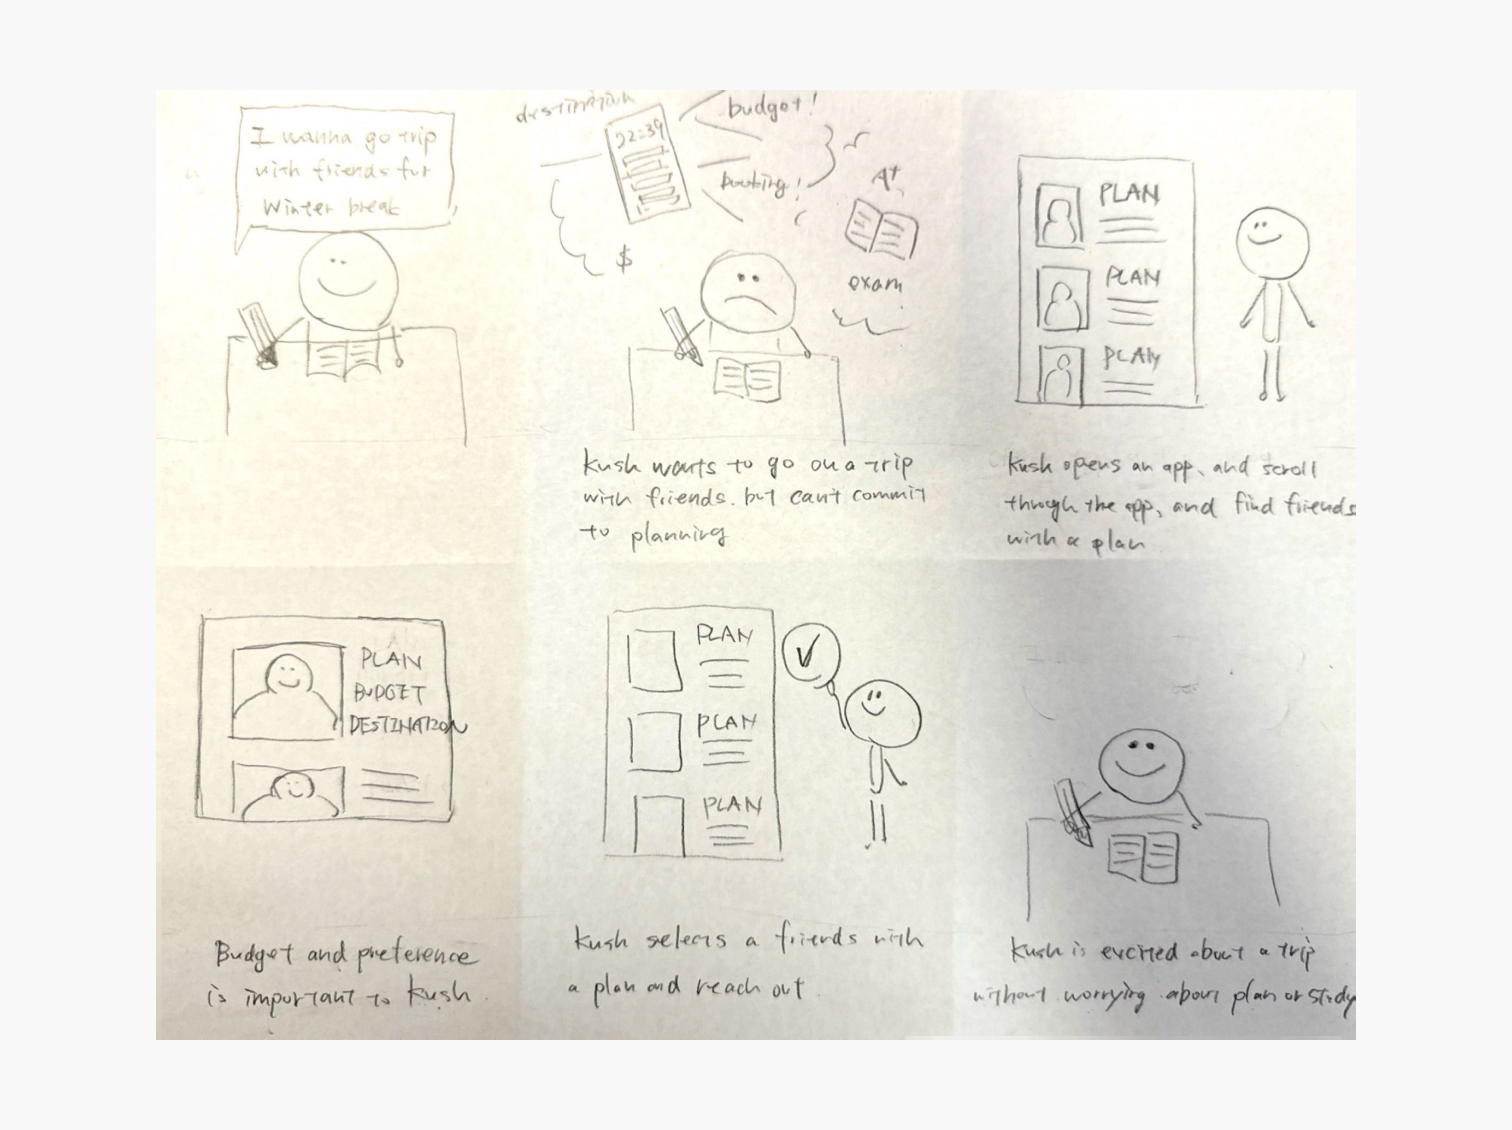 I wanna go trip
with friends for
Winter break
destination
22:39
budget!
booking!
$
A+
exam
Kush wants to go on a trip
with friends. but can't commit
to planning
PLAN
PLAN
PLAN
Kush opens an app, and scroll
through the app, and find friends
with a plan
PLAN
BUDGET
DESTINATION
Budget and preference
is important to Kush.
PLAN
PLAN
PLAN
Kush selects a friends with
a plan and reach out.
Kush is excited about a trip
without worrying about plan or study